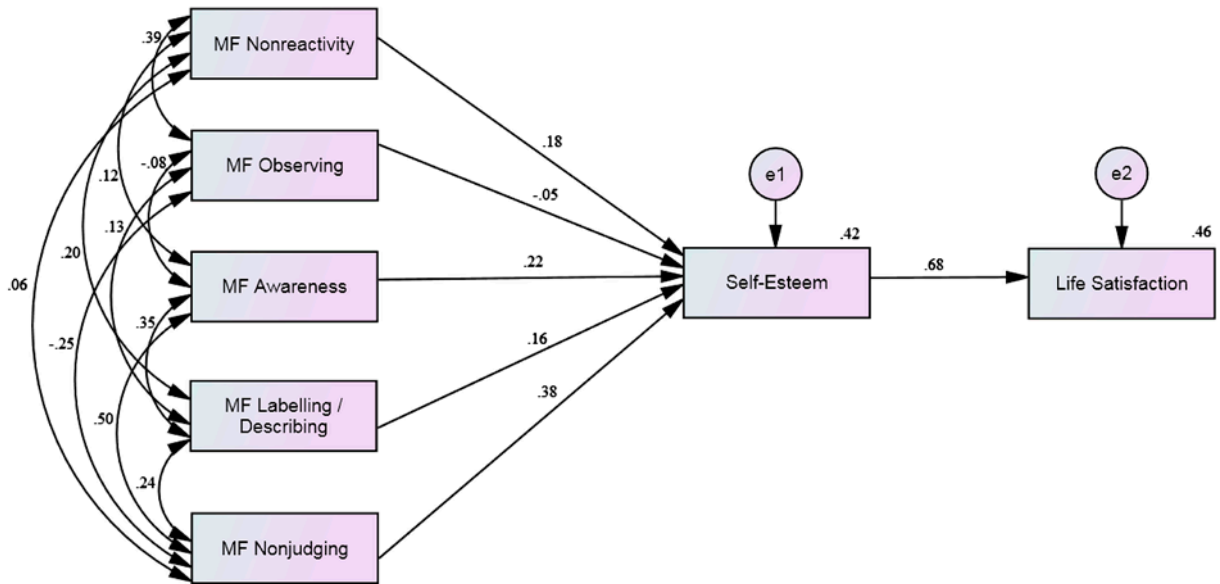 MF Nonreactivity
.39
.18
MF Observing
-.08
.12
-.05
e1
e2
.13
.20
.06
MF Awareness
.22
.42
Self-Esteem
.68
.46
Life Satisfaction
.35
-.25
.16
MF Labelling /
Describing
.38
.50
.24
MF Nonjudging